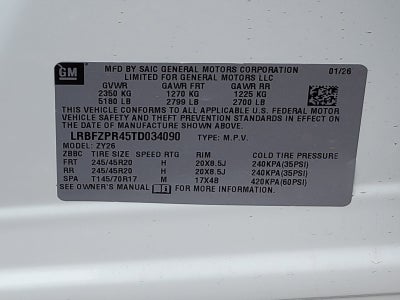 GM
MFD BY SAIC GENERAL MOTORS CORPORATION 01/26
LIMITED FOR GENERAL MOTORS LLC
GVWR GAWR FRT GAWR RR
2350 KG 1270 KG 1225 KG
5180 LB 2799 LB 2700 LB
THIS VEHICLE CONFORMS TO ALL APPLICABLE U.S. FEDERAL MOTOR
VEHICLE SAFETY AND THEFT PREVENTION STANDARDS IN EFFECT ON
THE DATE OF MANUFACTURE SHOWN ABOVE.
LRBFZPR45TD034090 TYPE: M.P.V.
MODEL: ZY26
ZBBC TIRE SIZE SPEED RTG RIM COLD TIRE PRESSURE
FRT 245/45R20 H 20X8.5J 240KPA(35PSI)
RR 245/45R20 H 20X8.5J 240KPA(35PSI)
SPA T145/70R17 M 17X4B 420KPA(60PSI)
SEE OWNER'S MANUAL FOR MORE INFORMATION.